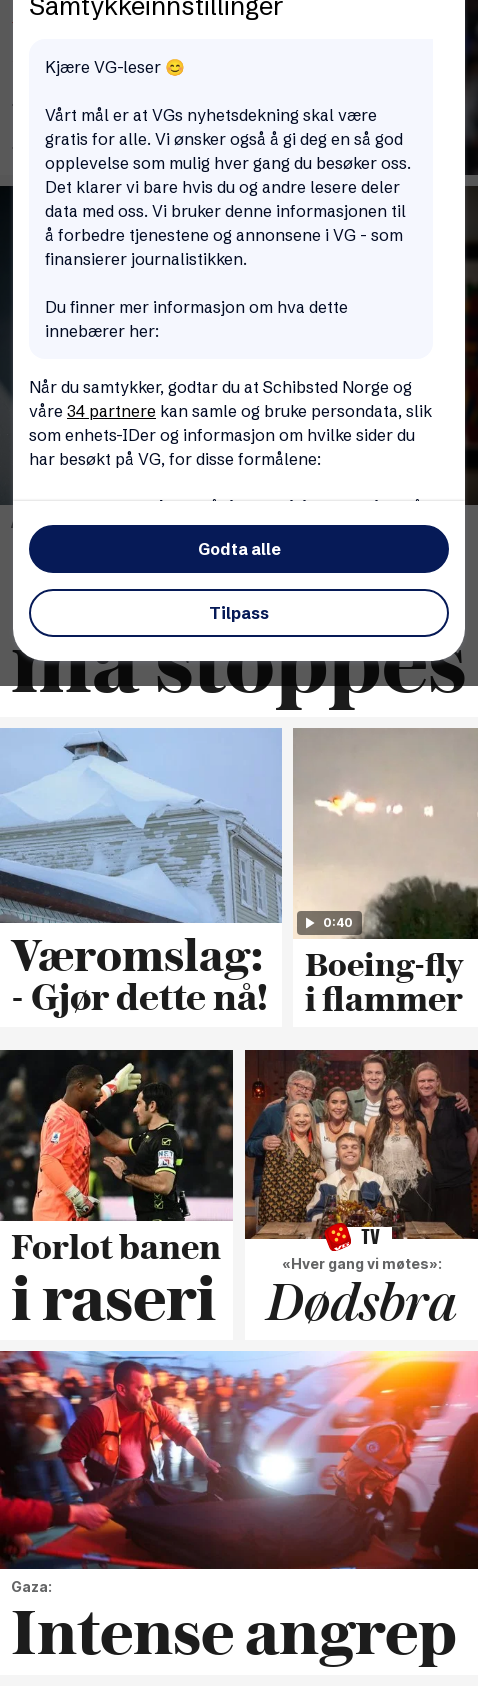 Samtykkeinnstillinger
Kjære VG-leser 😊
Vårt mål er at VGs nyhetsdekning skal være
gratis for alle. Vi ønsker også å gi deg en så god
opplevelse som mulig hver gang du besøker oss.
Det klarer vi bare hvis du og andre lesere deler
data med oss. Vi bruker denne informasjonen til
å forbedre tjenestene og annonsene i VG - som
finansierer journalistikken.
Du finner mer informasjon om hva dette
innebærer her:
Når du samtykker, godtar du at Schibsted Norge og
våre 34 partnere kan samle og bruke persondata, slik
som enhets-IDer og informasjon om hvilke sider du
har besøkt på VG, for disse formålene:
Godta alle
Tilpass
må stoppes
0:40
Væromslag:
- Gjør dette nå!
Boeing-fly
i flammer
Forlot banen
i raseri
TV
«Hver gang vi møtes»:
Dødsbra
Gaza:
Intense angrep